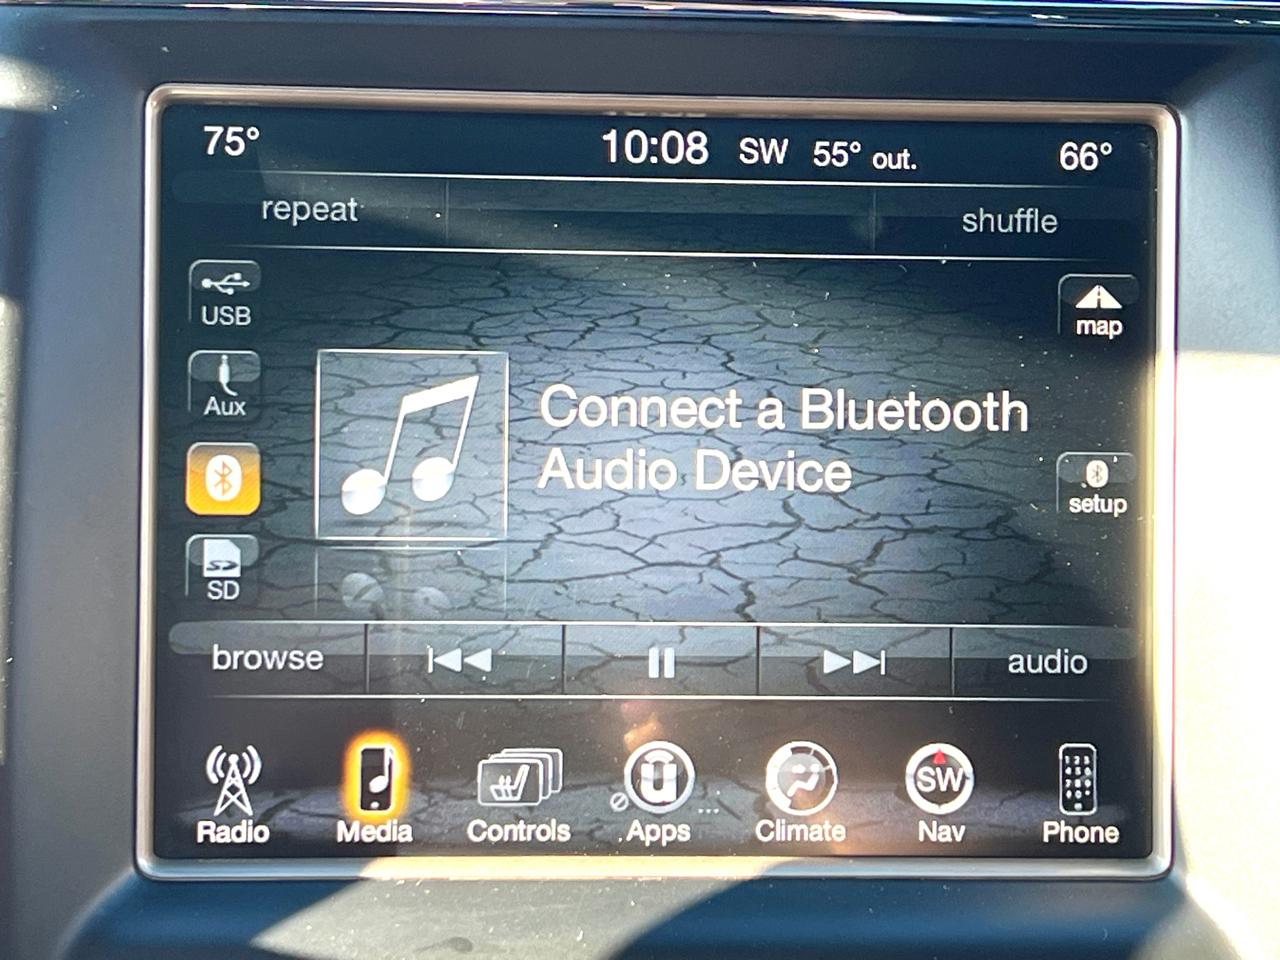 75° 10:08 SW 55° out. 66°
repeat shuffle
USB
map
Aux
Connect a Bluetooth
Audio Device
setup
SD
browse audio
SW
Radio Media Controls Apps Climate Nav Phone